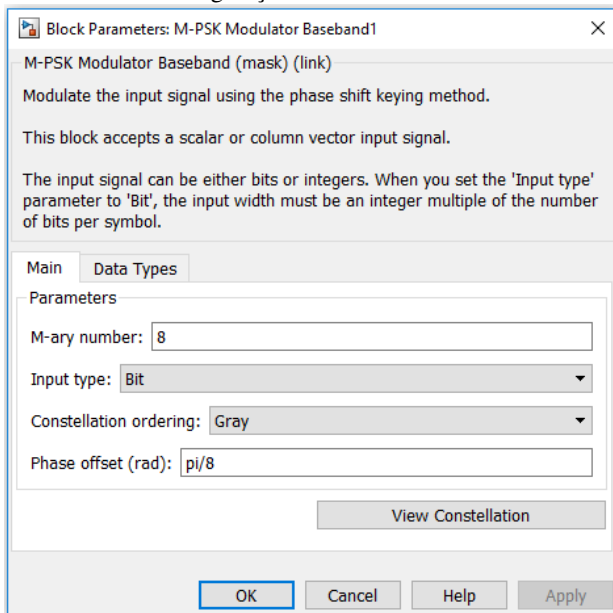 Block Parameters: M-PSK Modulator Baseband1
M-PSK Modulator Baseband (mask) (link)
Modulate the input signal using the phase shift keying method.
This block accepts a scalar or column vector input signal.
The input signal can be either bits or integers. When you set the 'Input type'
parameter to 'Bit', the input width must be an integer multiple of the number
of bits per symbol.
Main Data Types
Parameters
M-ary number: 8
Input type: Bit
Constellation ordering: Gray
Phase offset (rad): pi/8
View Constellation
OK Cancel Help Apply